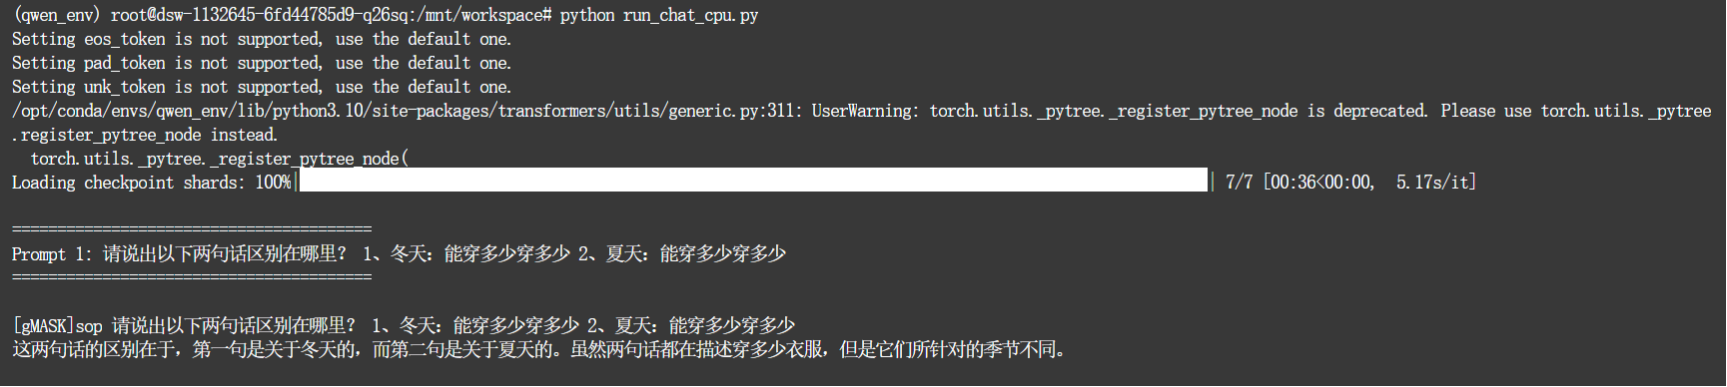 (qwen_env) root@dsw-1132645-6fd44785d9-q26sq:/mnt/workspace# python run_chat_cpu.py
Setting eos_token is not supported, use the default one.
Setting pad_token is not supported, use the default one.
Setting unk_token is not supported, use the default one.
/opt/conda/envs/qwen_env/lib/python3.10/site-packages/transformers/utils/generic.py:311: UserWarning: torch.utils._pytree._register_pytree_node is deprecated. Please use torch.utils._pytree
.register_pytree_node instead.
  torch.utils._pytree._register_pytree_node(
Loading checkpoint shards: 100%|| 7/7 [00:36<00:00,  5.17s/it]
========================================
Prompt 1: 请说出以下两句话区别在哪里? 1、冬天：能穿多少穿多少 2、夏天：能穿多少穿多少
========================================
[gMASK]sop 请说出以下两句话区别在哪里? 1、冬天：能穿多少穿多少 2、夏天：能穿多少穿多少
这两句话的区别在于，第一句是关于冬天的，而第二句是关于夏天的。虽然两句话都在描述穿多少衣服，但是它们所针对的季节不同。